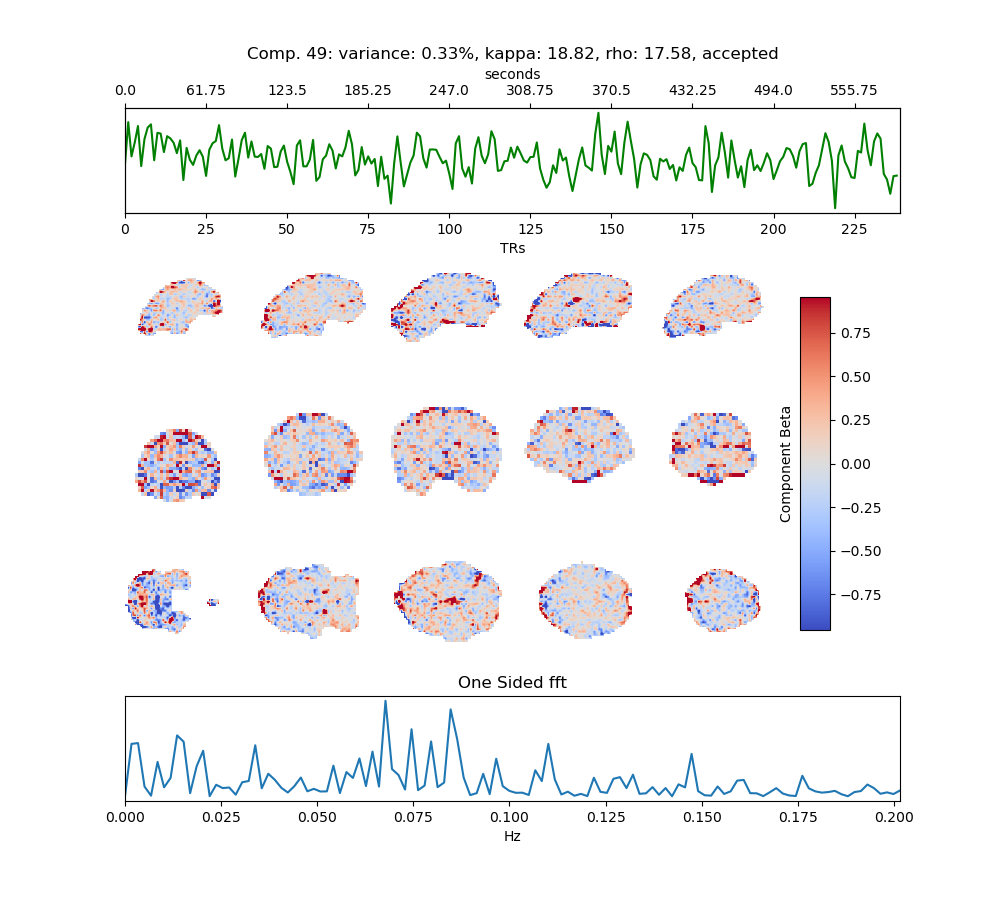 Comp. 49: variance: 0.33%, kappa: 18.82, rho: 17.58, accepted
seconds
0.0 61.75 123.5 185.25 247.0 308.75 370.5 432.25 494.0 555.75
0 25 50 75 100 125 150 175 200 225
TRs
0.75
0.50
0.25
0.00
−0.25
−0.50
−0.75
Component Beta
One Sided fft
0.000 0.025 0.050 0.075 0.100 0.125 0.150 0.175 0.200
Hz